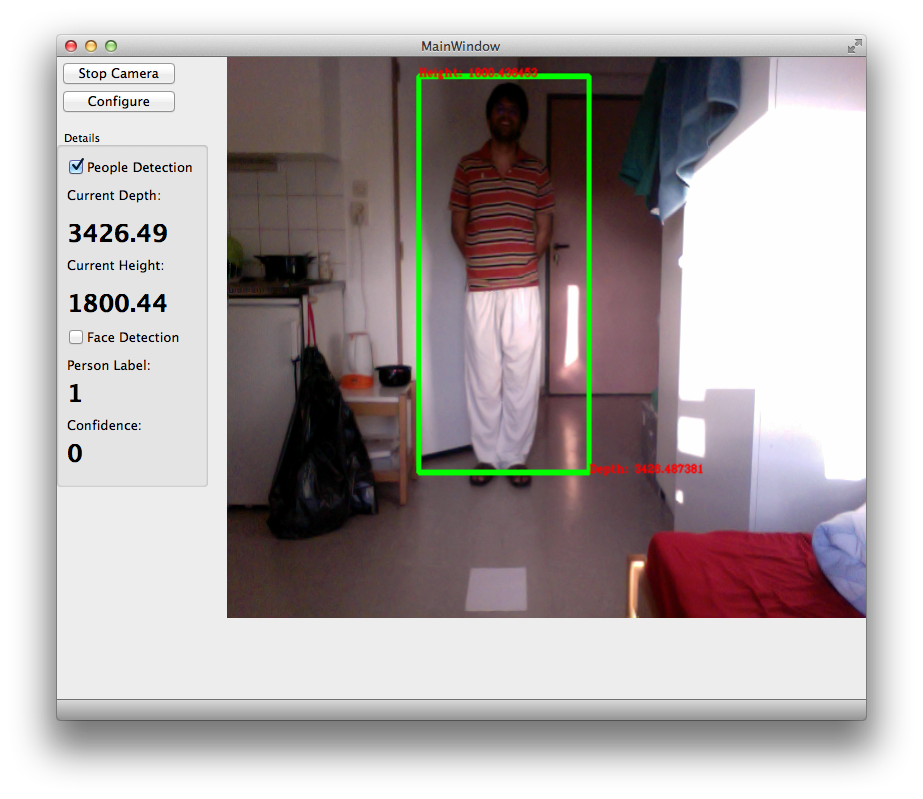 MainWindow
Stop Camera
Configure
Details
People Detection
Current Depth:
3426.49
Current Height:
1800.44
Face Detection
Person Label:
1
Confidence:
0
Height: 1800.436453
Depth: 3426.487381